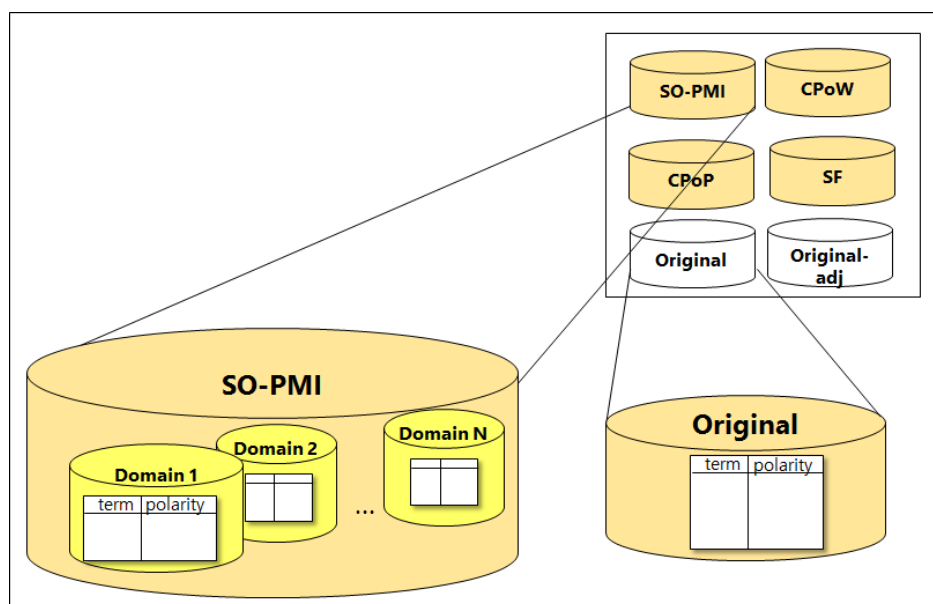 SO-PMI
CPoW
CPoP
SF
Original
Original-
adj
SO-PMI
Domain 1
term polarity
Domain 2
...
Domain N
Original
term polarity